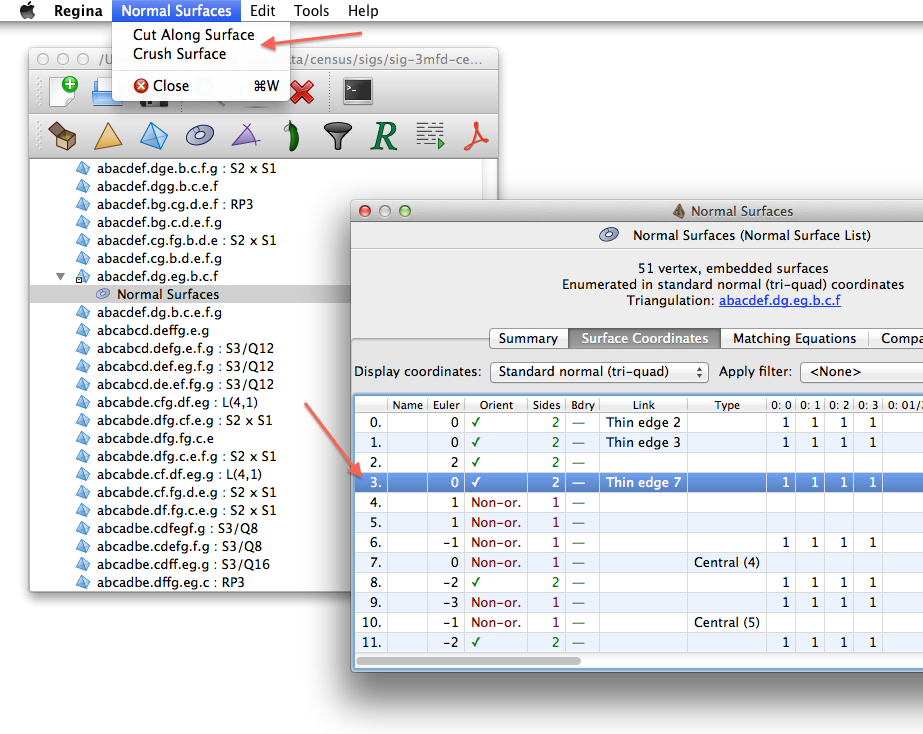 Regina Normal Surfaces Edit Tools Help
Cut Along Surface
Crush Surface
Close ⌘W
ta/census/sigs/sig-3mfd-ce...
abacdef.dge.b.c.f.g : S2 x S1
abacdef.dgg.b.c.e.f
abacdef.bg.cg.d.e.f : RP3
abacdef.bg.c.d.e.f.g
abacdef.cg.fg.b.d.e : S2 x S1
abacdef.cg.b.d.e.f.g
abacdef.dg.eg.b.c.f
Normal Surfaces
abacdef.dg.b.c.e.f.g
abcabcd.deffg.e.g
abcabcd.defg.e.f.g : S3/Q12
abcabcd.def.eg.f.g : S3/Q12
abcabcd.de.ef.fg.g : S3/Q12
abcabde.cfg.df.eg : L(4,1)
abcabde.dfg.cf.e.g : S2 x S1
abcabde.dfg.fg.c.e
abcabde.dfg.c.e.f.g : S2 x S1
abcabde.cf.df.eg.g : L(4,1)
abcabde.cf.fg.d.e.g : S2 x S1
abcabde.df.fg.c.e.g : S2 x S1
abcadbe.cdfegf.g : S3/Q8
abcadbe.cdefg.f.g : S3/Q8
abcadbe.cdff.eg.g : S3/Q16
abcadbe.dffg.eg.c : RP3
Normal Surfaces
Normal Surfaces (Normal Surface List)
51 vertex, embedded surfaces
Enumerated in standard normal (tri-quad) coordinates
Triangulation: abacdef.dg.eg.b.c.f
Summary Surface Coordinates Matching Equations Compa
Display coordinates: Standard normal (tri-quad) Apply filter: <None>
Name Euler Orient Sides Bdry Link Type 0: 0 0: 1 0: 2 0: 3 0: 01/2
0. 0 ✓ 2 — Thin edge 2 1 1 1 1
1. 0 ✓ 2 — Thin edge 3 1 1 1 1
2. 2 ✓ 2 —
3. 0 ✓ 2 — Thin edge 7 1 1 1 1
4. 1 Non-or. 1 —
5. 1 Non-or. 1 —
6. −1 Non-or. 1 — 1 1 1 1
7. 0 Non-or. 1 — Central (4)
8. −2 ✓ 2 — 1 1 1 1
9. −3 Non-or. 1 — 1 1 1 1
10. −1 Non-or. 1 — Central (5)
11. −2 ✓ 2 — 1 1 1 1